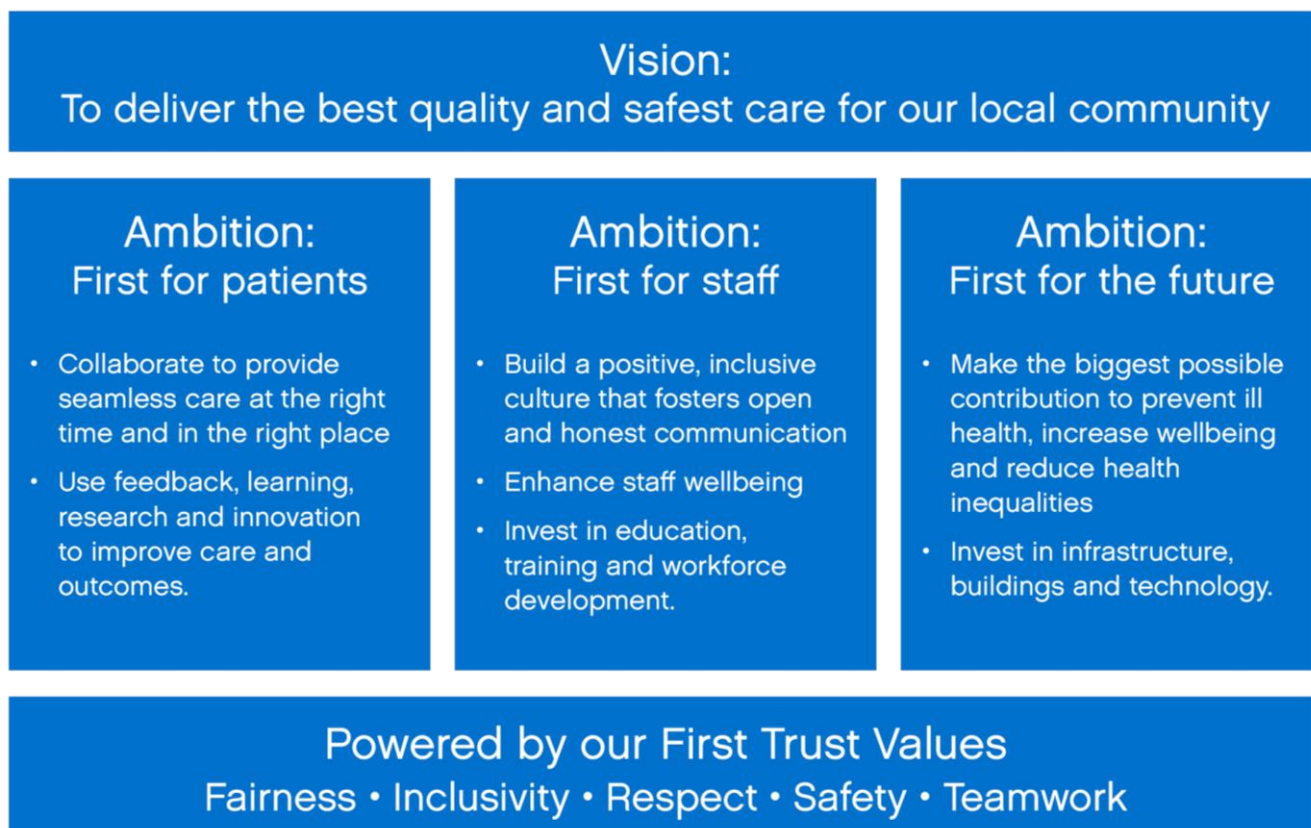 Vision:
To deliver the best quality and safest care for our local community
Ambition:
First for patients
• Collaborate to provide
seamless care at the right
time and in the right place
• Use feedback, learning,
research and innovation
to improve care and
outcomes.
Ambition:
First for staff
• Build a positive, inclusive
culture that fosters open
and honest communication
• Enhance staff wellbeing
• Invest in education,
training and workforce
development.
Ambition:
First for the future
• Make the biggest possible
contribution to prevent ill
health, increase wellbeing
and reduce health
inequalities
• Invest in infrastructure,
buildings and technology.
Powered by our First Trust Values
Fairness • Inclusivity • Respect • Safety • Teamwork